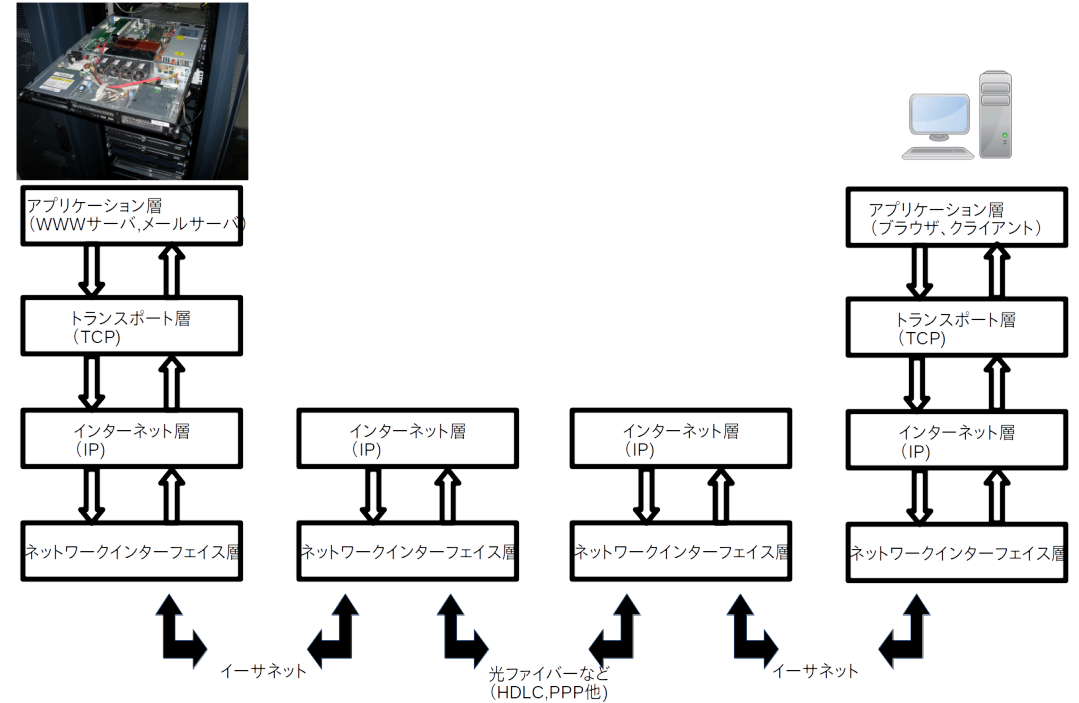 アプリケーション層
（WWWサーバ,メールサーバ）
アプリケーション層
（ブラウザ、クライアント）
トランスポート層
（TCP)
トランスポート層
（TCP)
インターネット層
（IP)
インターネット層
（IP)
インターネット層
（IP)
インターネット層
（IP)
ネットワークインターフェイス層
ネットワークインターフェイス層
ネットワークインターフェイス層
ネットワークインターフェイス層
イーサネット
光ファイバーなど
（HDLC,PPP他)
イーサネット